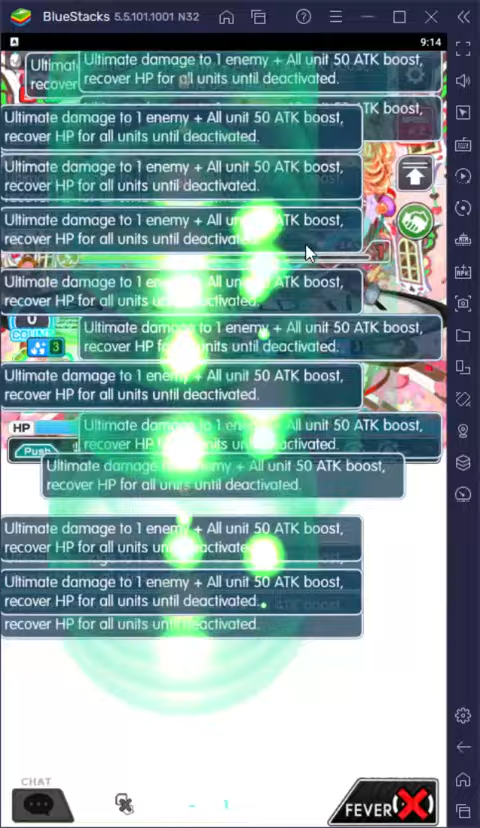 BlueStacks 5.5.101.1001 N32
A
9:14
Ultimat
recove
Ultimate damage to 1 enemy + All unit 50 ATK boost,
recover HP for all units until deactivated.
Ultimate damage to 1 enemy + All unit 50 ATK boost,
recover HP for all units until deactivated.
Ultimate damage to 1 enemy + All unit 50 ATK boost,
recover HP for all units until deactivated.
Ultimate damage to 1 enemy + All unit 50 ATK boost,
recover HP for all units until deactivated.
Ultimate damage to 1 enemy + All unit 50 ATK boost,
recover HP for all units until deactivated.
Ultimate damage to 1 enemy + All unit 50 ATK boost,
recover HP for all units until deactivated.
3
Ultimate damage to 1 enemy + All unit 50 ATK boost,
recover HP for all units until deactivated.
HP
Ultimate damage to 1 enemy + All unit 50 ATK boost,
recover HP for all units until deactivated.
Push
Ultimate damage to 1 enemy + All unit 50 ATK boost,
recover HP for all units until deactivated.
Ultimate damage to 1 enemy + All unit 50 ATK boost,
recover HP for all units until deactivated.
Ultimate damage to 1 enemy + All unit 50 ATK boost,
recover HP for all units until deactivated.
recover HP for all units until deactivated.
CHAT
1
FEVER